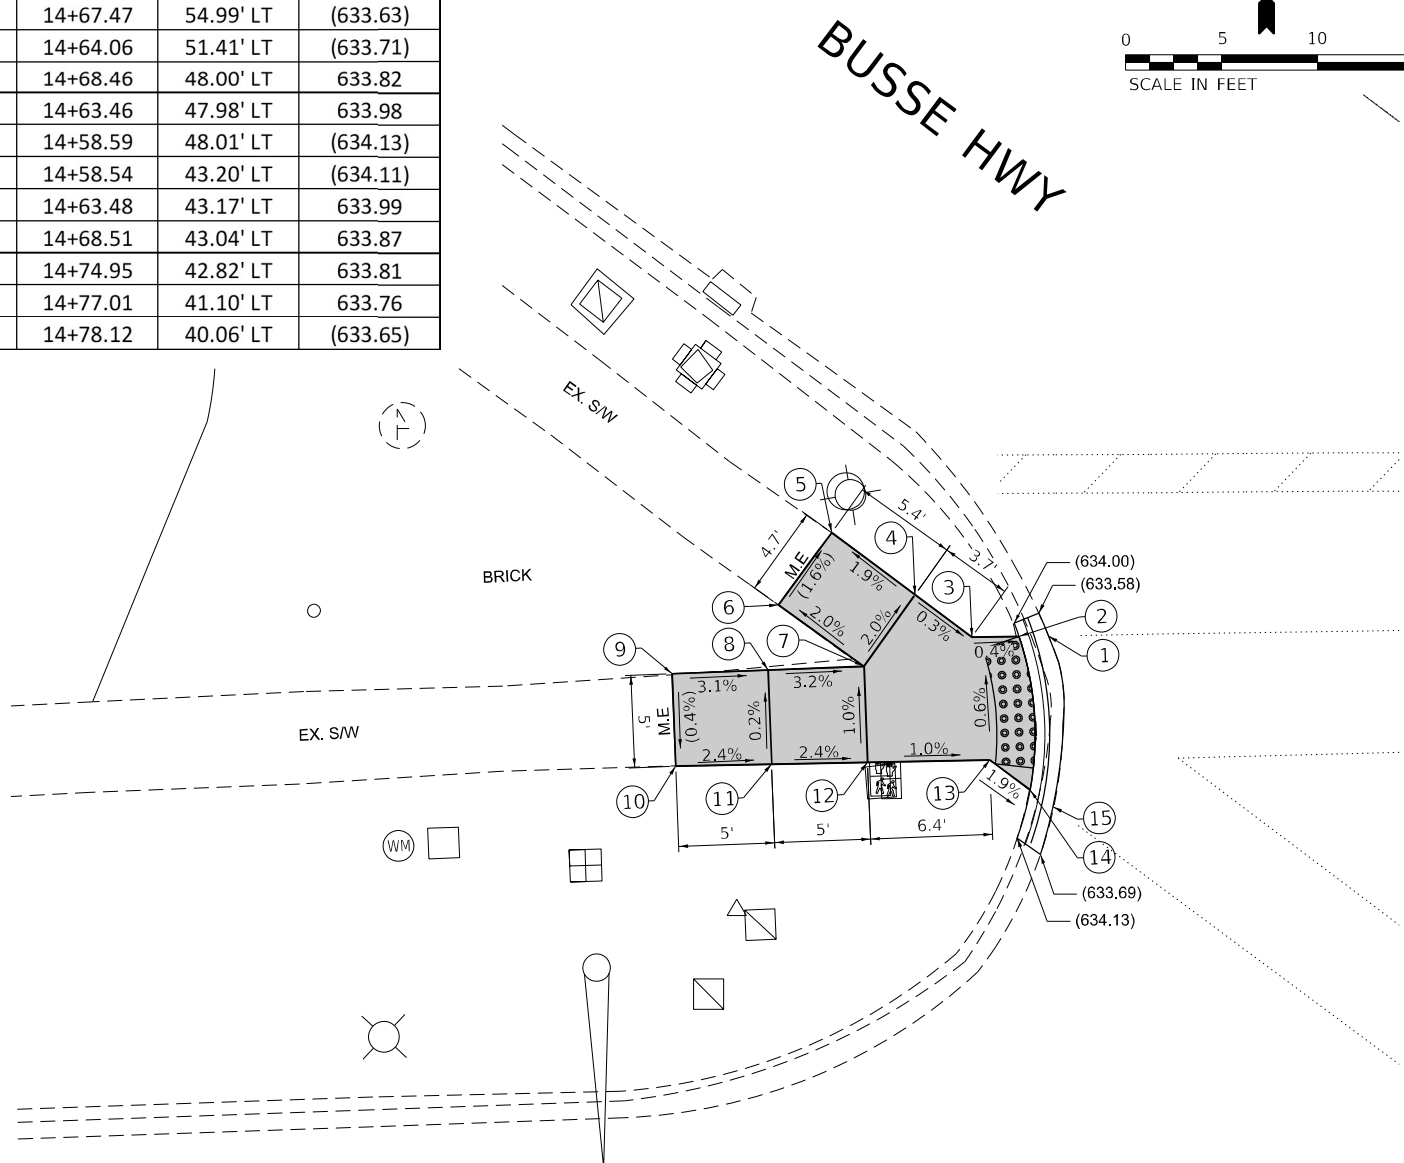 14+67.47 54.99' LT (633.63)
14+64.06 51.41' LT (633.71)
14+68.46 48.00' LT 633.82
14+63.46 47.98' LT 633.98
14+58.59 48.01' LT (634.13)
14+58.54 43.20' LT (634.11)
14+63.48 43.17' LT 633.99
14+68.51 43.04' LT 633.87
14+74.95 42.82' LT 633.81
14+77.01 41.10' LT 633.76
14+78.12 40.06' LT (633.65)
BUSSE HWY
0 5 10
SCALE IN FEET
EX. S/W
BRICK
5
5.4'
4
3.7'
4.7'
M.E
(1.6%)
1.9%
3
(634.00)
(633.58)
6
2.0%
2.0%
0.3%
2
7
8
9
0.4%
1
3.1%
3.2%
5'
M.E
(0.4%)
0.2%
1.0%
0.6%
EX. S/W
2.4%
2.4%
1.0%
1.9%
10
11
12
13
15
5'
5'
6.4'
WM
14
(633.69)
(634.13)